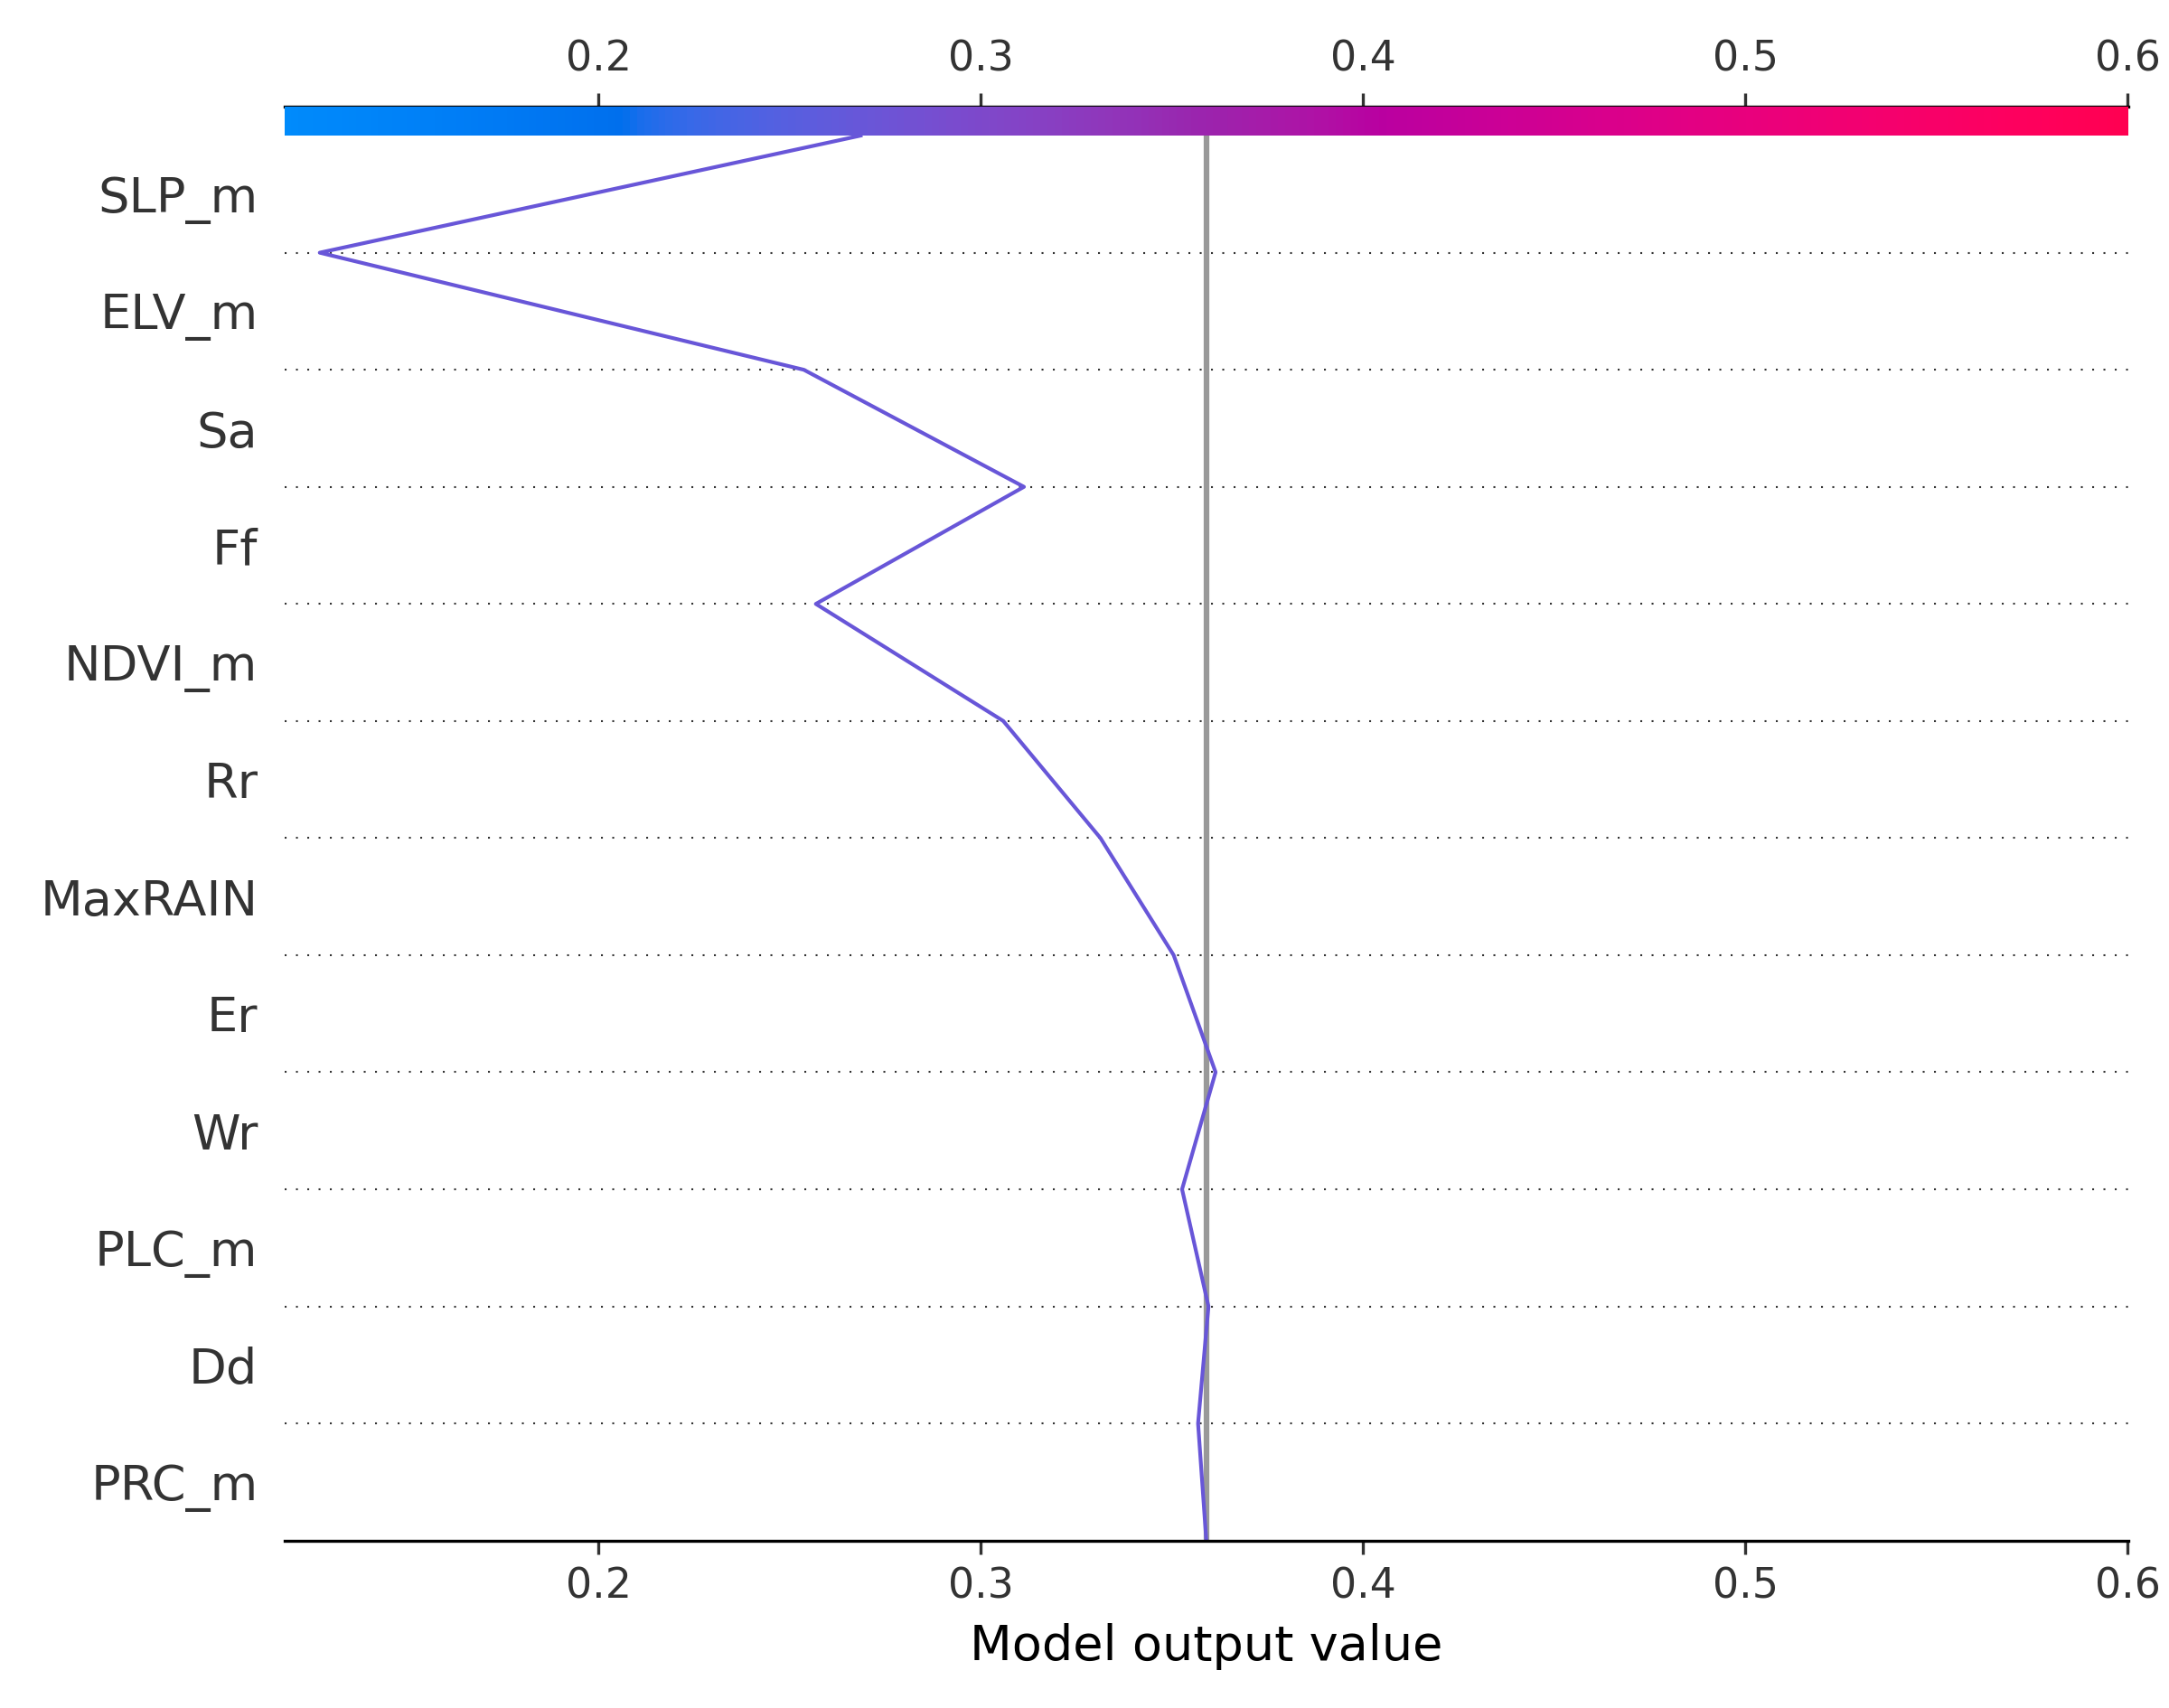 0.2 0.3 0.4 0.5 0.6
SLP_m
ELV_m
Sa
Ff
NDVI_m
Rr
MaxRAIN
Er
Wr
PLC_m
Dd
PRC_m
0.2 0.3 0.4 0.5 0.6
Model output value